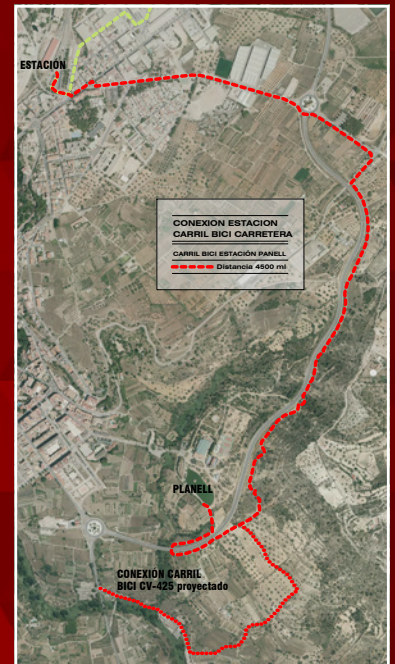 ESTACIÓN
CONEXION ESTACION
CARRIL BICI CARRETERA
CARRIL BICI ESTACIÓN PANELL
Distancia 4500 ml
PLANELL
CONEXIÓN CARRIL
BICI CV-425 proyectado